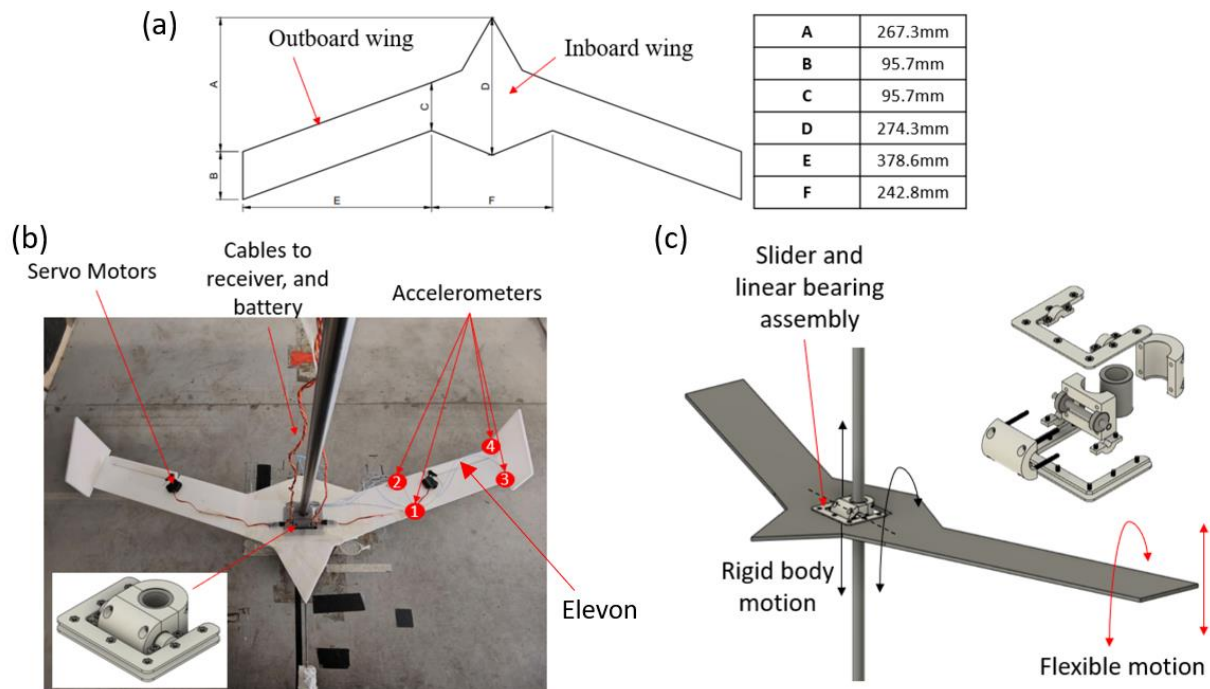 (a)
Outboard wing
Inboard wing
A
B
C
D
E
F
A 267.3mm
B 95.7mm
C 95.7mm
D 274.3mm
E 378.6mm
F 242.8mm
(b)
Servo Motors
Cables to
receiver, and
battery
Accelerometers
1
2
3
4
Elevon
(c)
Slider and
linear bearing
assembly
Rigid body
motion
Flexible motion